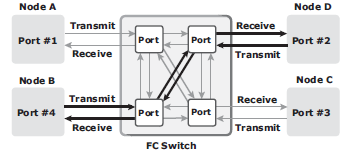 Node A
Port #1
Transmit
Receive
Node B
Port #4
Transmit
Receive
Port
Port
Port
Port
FC Switch
Node D
Receive
Port #2
Transmit
Node C
Receive
Port #3
Transmit